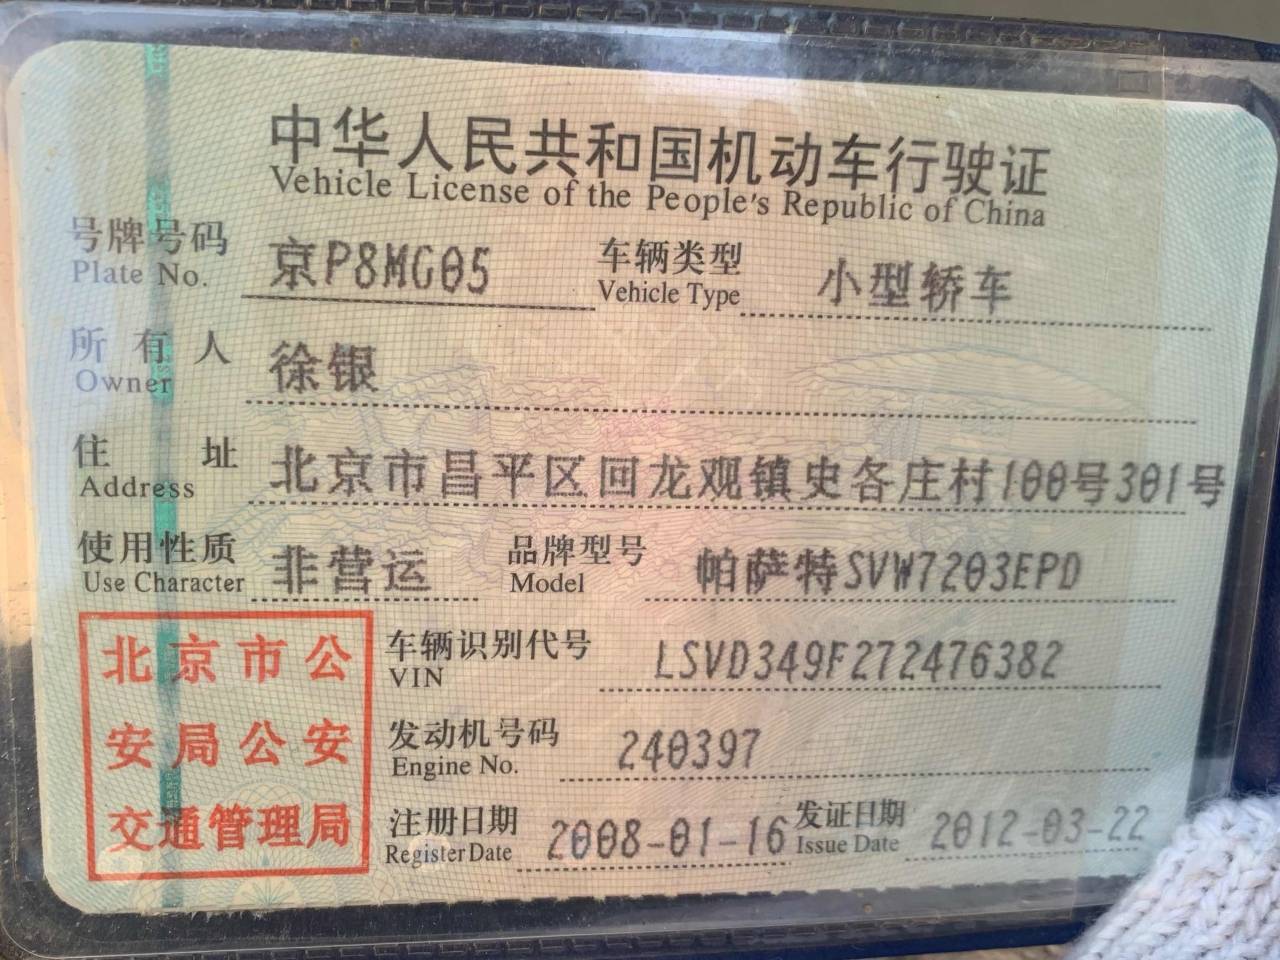 中华人民共和国机动车行驶证
Vehicle License of the People's Republic of China
号牌号码 京P8MG05 车辆类型 小型轿车
Plate No. Vehicle Type
所有人 徐银
Owner
住址 北京市昌平区回龙观镇史各庄村100号301号
Address
使用性质 非营运 品牌型号 帕萨特SVW7203EPD
Use Character Model
北京市公
安局公安
交通管理局
车辆识别代号 LSVD349F272476382
VIN
发动机号码 240397
Engine No.
注册日期 2008-01-16 发证日期 2012-03-22
Register Date Issue Date